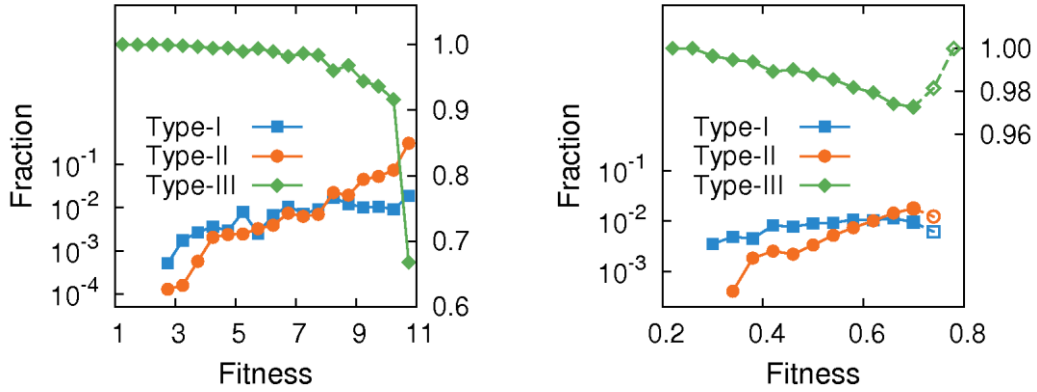 Fraction
10⁻¹
10⁻²
10⁻³
10⁻⁴
Type-I
Type-II
Type-III
1.0
0.9
0.8
0.7
0.6
1 3 5 7 9 11
Fitness
Fraction
10⁻¹
10⁻²
10⁻³
Type-I
Type-II
Type-III
1.00
0.98
0.96
0.2 0.4 0.6 0.8
Fitness